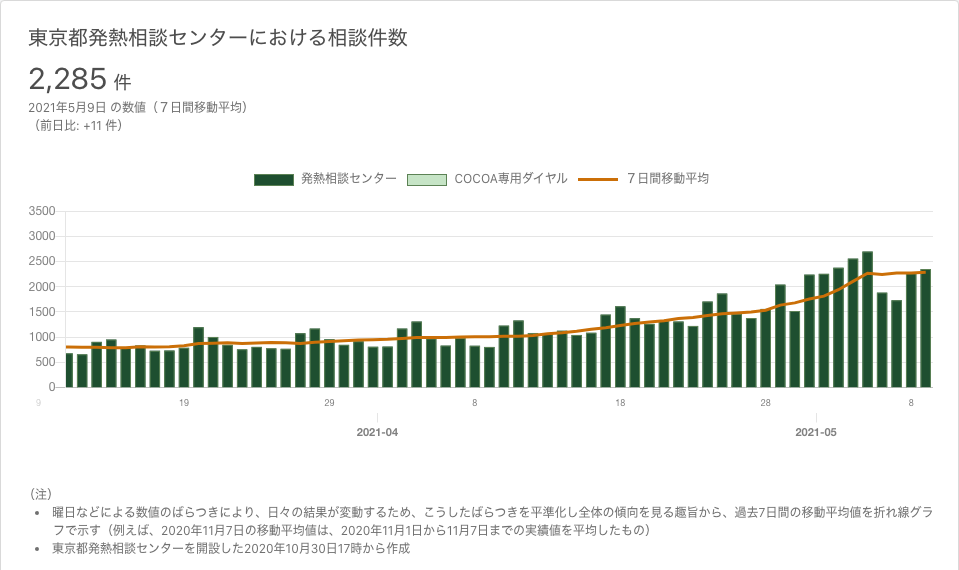 東京都発熱相談センターにおける相談件数
2,285 件
2021年5月9日 の数値（７日間移動平均）
（前日比: +11 件）
発熱相談センター COCOA専用ダイヤル ７日間移動平均
3500
3000
2500
2000
1500
1000
500
0
9 19 29 8 18 28 8
2021-04 2021-05
（注）
• 曜日などによる数値のばらつきにより、日々の結果が変動するため、こうしたばらつきを平準化し全体の傾向を見る趣旨から、過去7日間の移動平均値を折れ線グラ
フで示す（例えば、2020年11月7日の移動平均値は、2020年11月1日から11月7日までの実績値を平均したもの）
• 東京都発熱相談センターを開設した2020年10月30日17時から作成